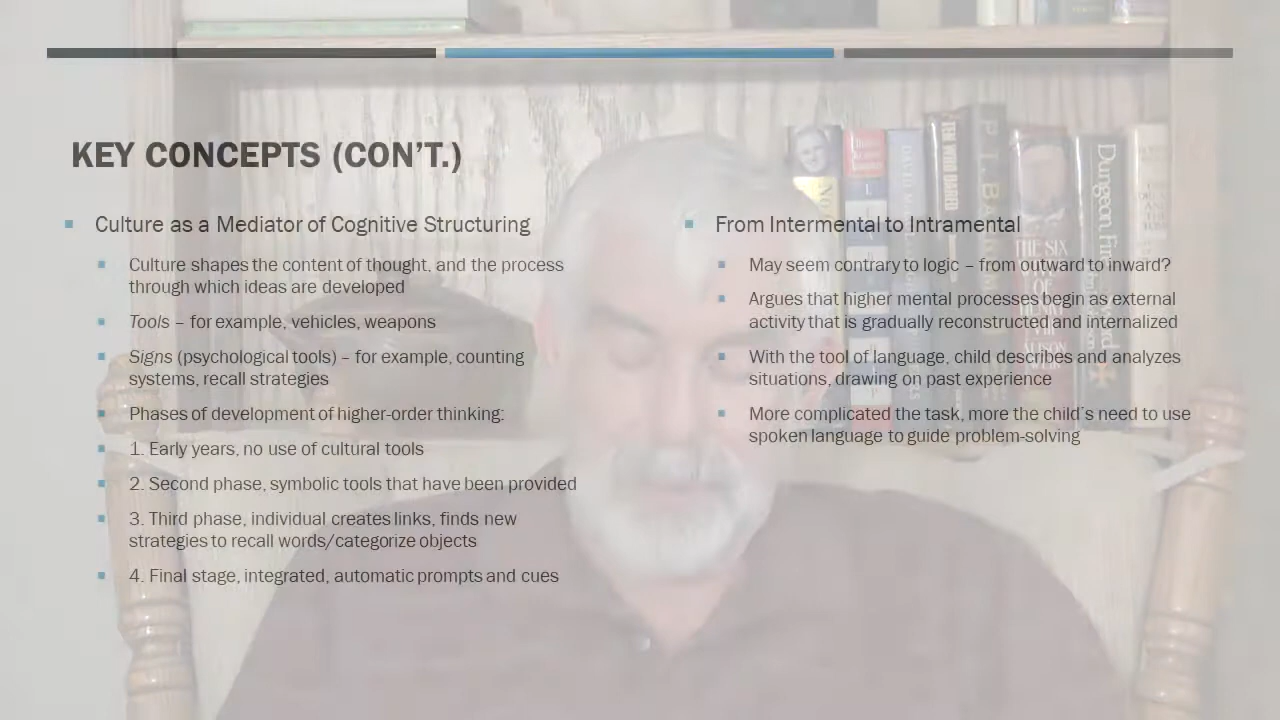 KEY CONCEPTS (CON'T.)
Culture as a Mediator of Cognitive Structuring
Culture shapes the content of thought, and the process
through which ideas are developed
Tools – for example, vehicles, weapons
Signs (psychological tools) – for example, counting
systems, recall strategies
Phases of development of higher-order thinking:
1. Early years, no use of cultural tools
2. Second phase, symbolic tools that have been provided
3. Third phase, individual creates links, finds new
strategies to recall words/categorize objects
4. Final stage, integrated, automatic prompts and cues
From Intermental to Intramental
May seem contrary to logic – from outward to inward?
Argues that higher mental processes begin as external
activity that is gradually reconstructed and internalized
With the tool of language, child describes and analyzes
situations, drawing on past experience
More complicated the task, more the child's need to use
spoken language to guide problem-solving
THE SIX
OF
HENRY
ALISON
WEIR
Dungeon